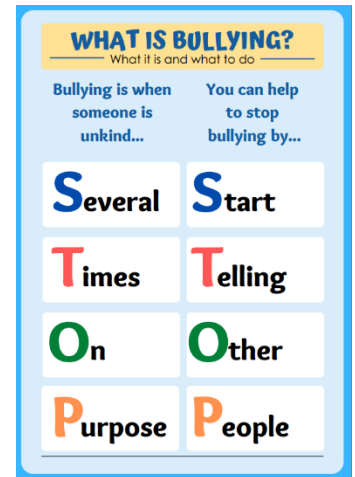 WHAT IS BULLYING?
What it is and what to do
Bullying is when
someone is
unkind...
You can help
to stop
bullying by...
Several
Times
On
Purpose
Start
Telling
Other
People